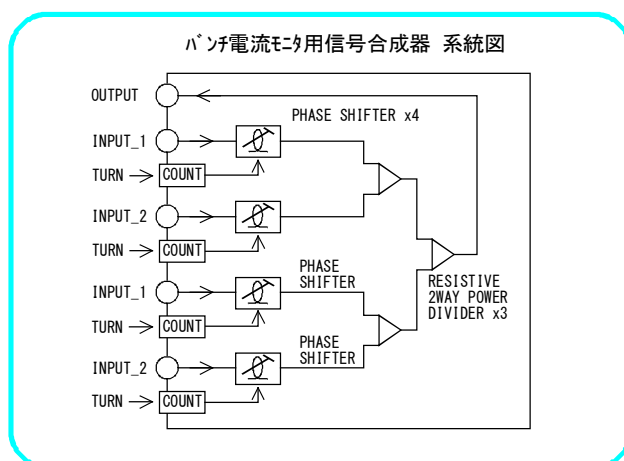 ﾊﾞﾝﾁ電流ﾓﾆﾀ用信号合成器 系統図
OUTPUT
PHASE SHIFTER x4
INPUT_1
TURN
COUNT
INPUT_2
TURN
COUNT
INPUT_1
PHASE
SHIFTER
RESISTIVE
2WAY POWER
DIVIDER x3
TURN
COUNT
PHASE
SHIFTER
INPUT_2
TURN
COUNT